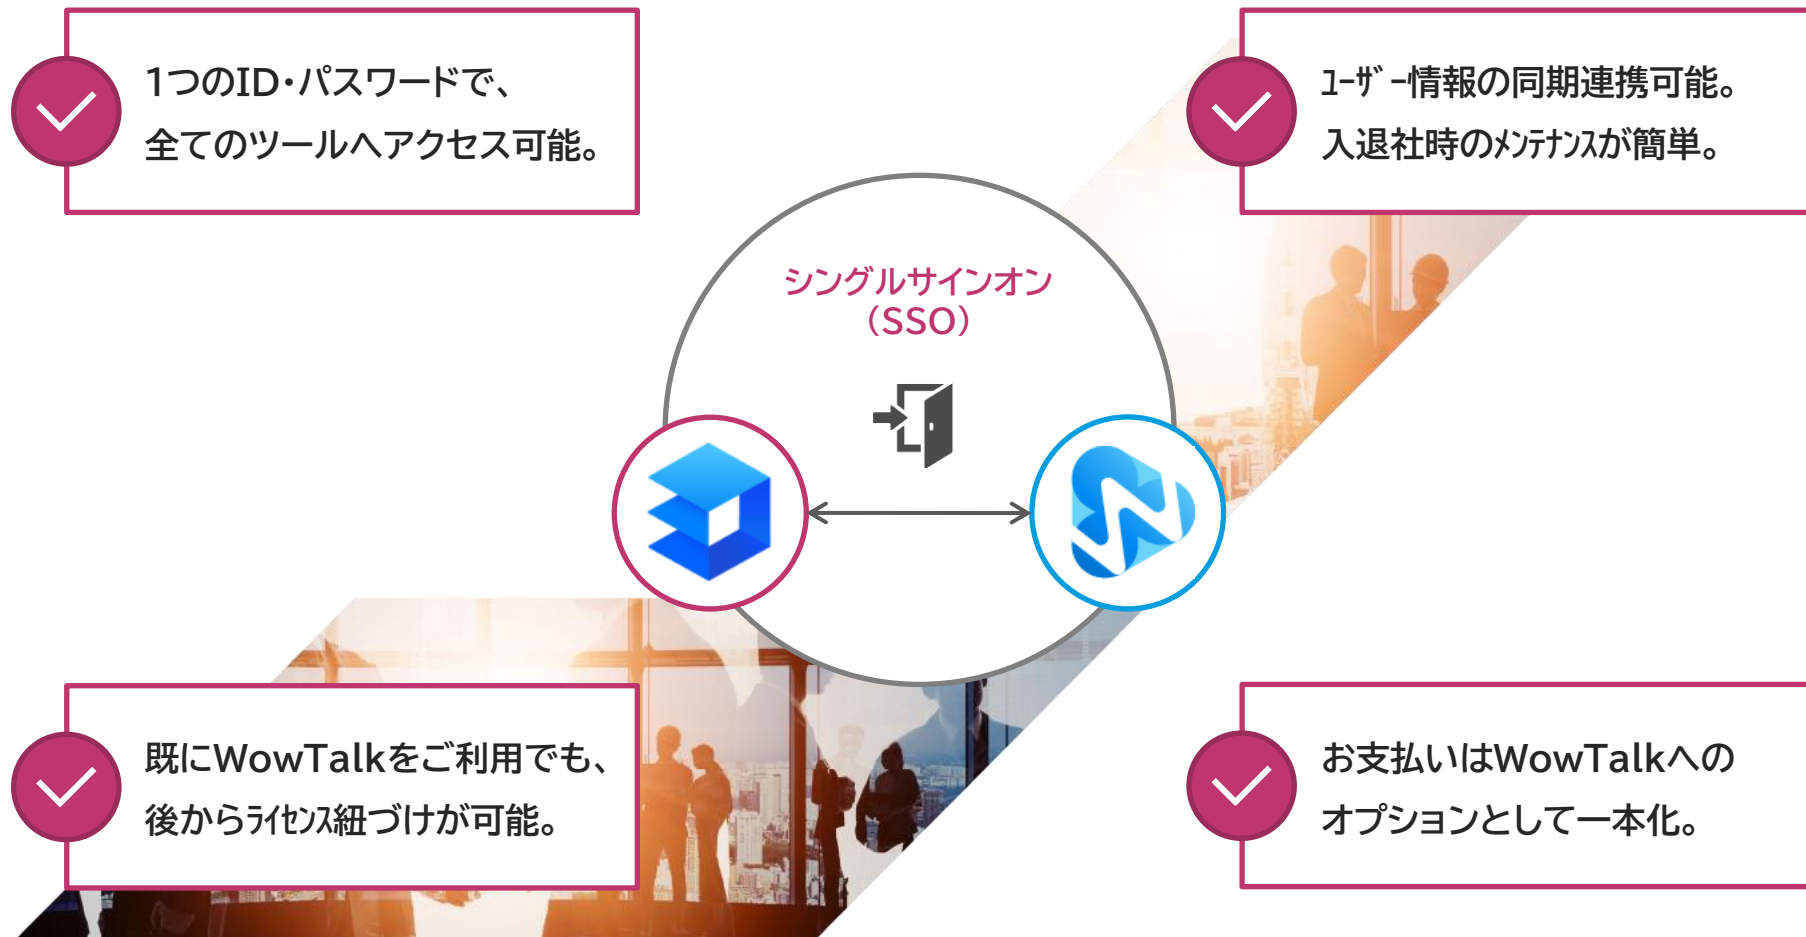 1つのID・パスワードで、
全てのツールへアクセス可能。
ﾕｰｻﾞｰ情報の同期連携可能。
入退社時のﾒﾝﾃﾅﾝｽが簡単。
シングルサインオン
（SSO）
既にWowTalkをご利用でも、
後からﾗｲｾﾝｽ紐づけが可能。
お支払いはWowTalkへの
オプションとして一本化。